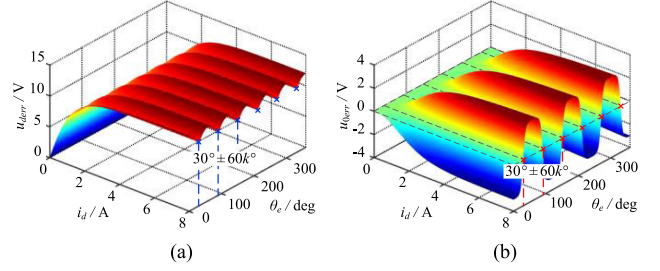 u_derr / V
15
10
5
0
0
2
4
6
8
i_d / A
0
100
200
300
θ_e / deg
30°±60k°
(a)
u_0err / V
4
2
0
-2
-4
0
2
4
6
8
i_d / A
0
100
200
300
θ_e / deg
30°±60k°
(b)